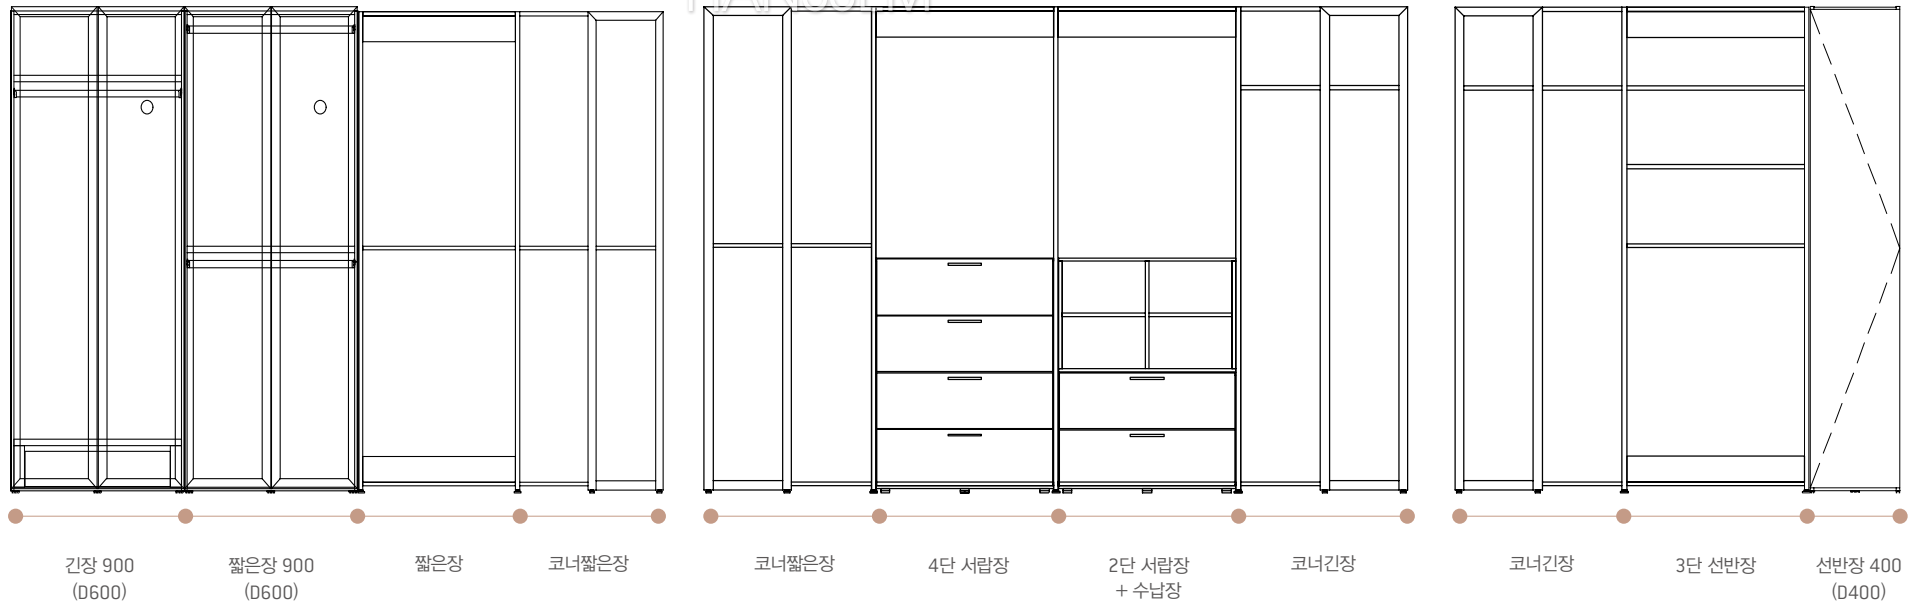 HANSSEM
긴장 900
(D600)
짧은장 900
(D600)
짧은장
코너짧은장
코너짧은장
4단 서랍장
2단 서랍장
+ 수납장
코너긴장
코너긴장
3단 선반장
선반장 400
(D400)